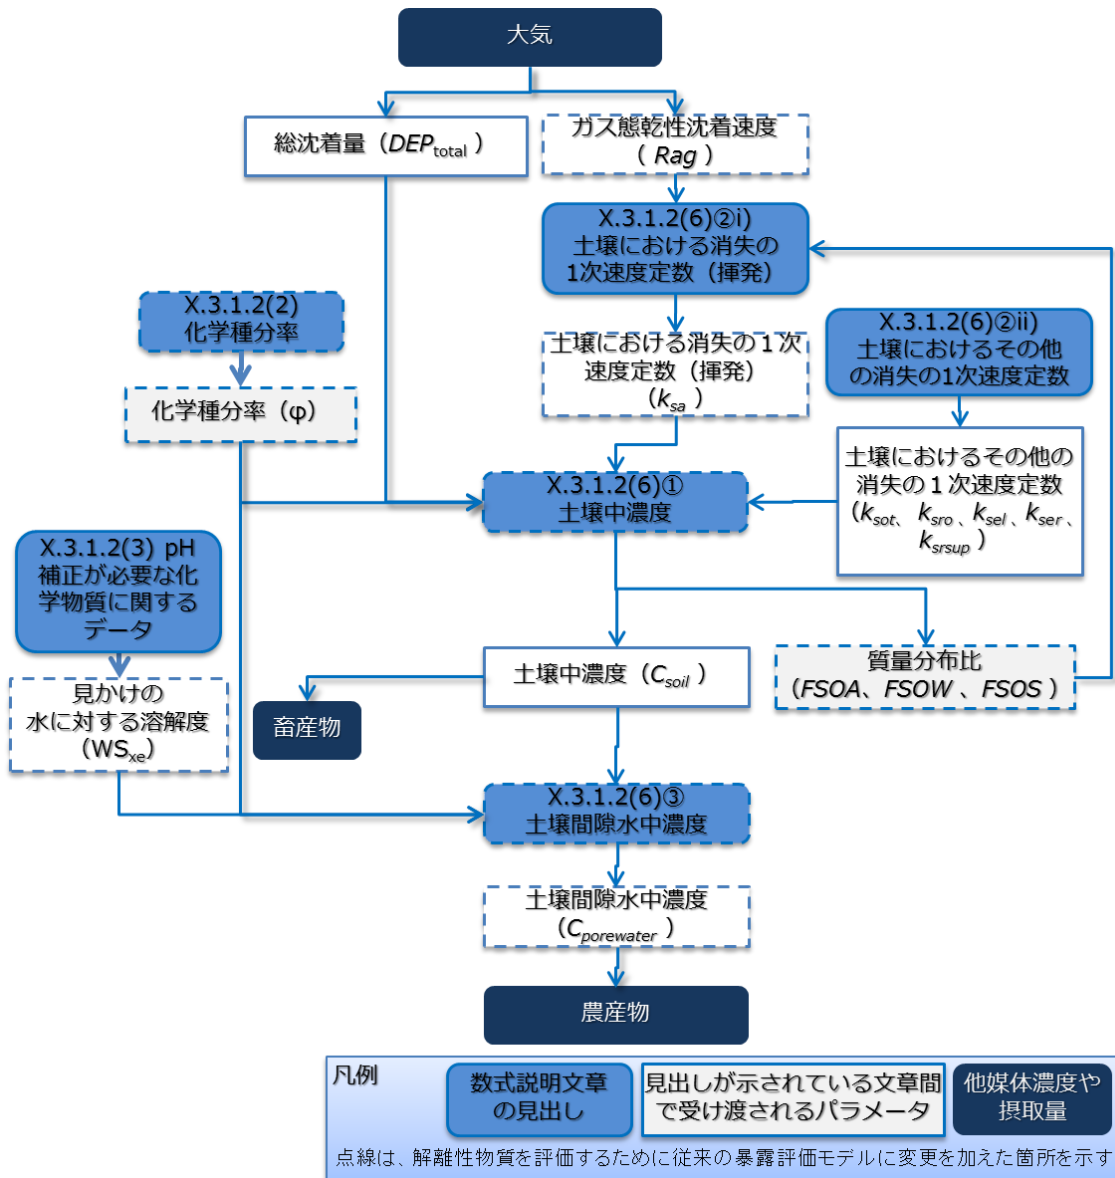 大気
総沈着量（DEPtotal ）
ガス態乾性沈着速度
（ Rag ）
X.3.1.2(6)②i)
土壌における消失の
1次速度定数（揮発）
X.3.1.2(2)
化学種分率
化学種分率（φ）
土壌における消失の１次
速度定数（揮発）
（ksa ）
X.3.1.2(6)②ii)
土壌におけるその他
の消失の1次速度定数
土壌におけるその他の
消失の１次速度定数
（ksot、 ksro 、ksel 、ker 、
ksrsup ）
X.3.1.2(6)①
土壌中濃度
X.3.1.2(3) pH
補正が必要な化
学物質に関する
データ
見かけの
水に対する溶解度
（WSxe）
土壌中濃度（Csoil ）
質量分布比
（FSOA、FSOW 、FSOS ）
畜産物
X.3.1.2(6)③
土壌間隙水中濃度
土壌間隙水中濃度
（Cporewater ）
農産物
凡例
数式説明文章
の見出し
見出しが示されている文章間
で受け渡されるパラメータ
他媒体濃度や
摂取量
点線は、解離性物質を評価するために従来の暴露評価モデルに変更を加えた箇所を示す